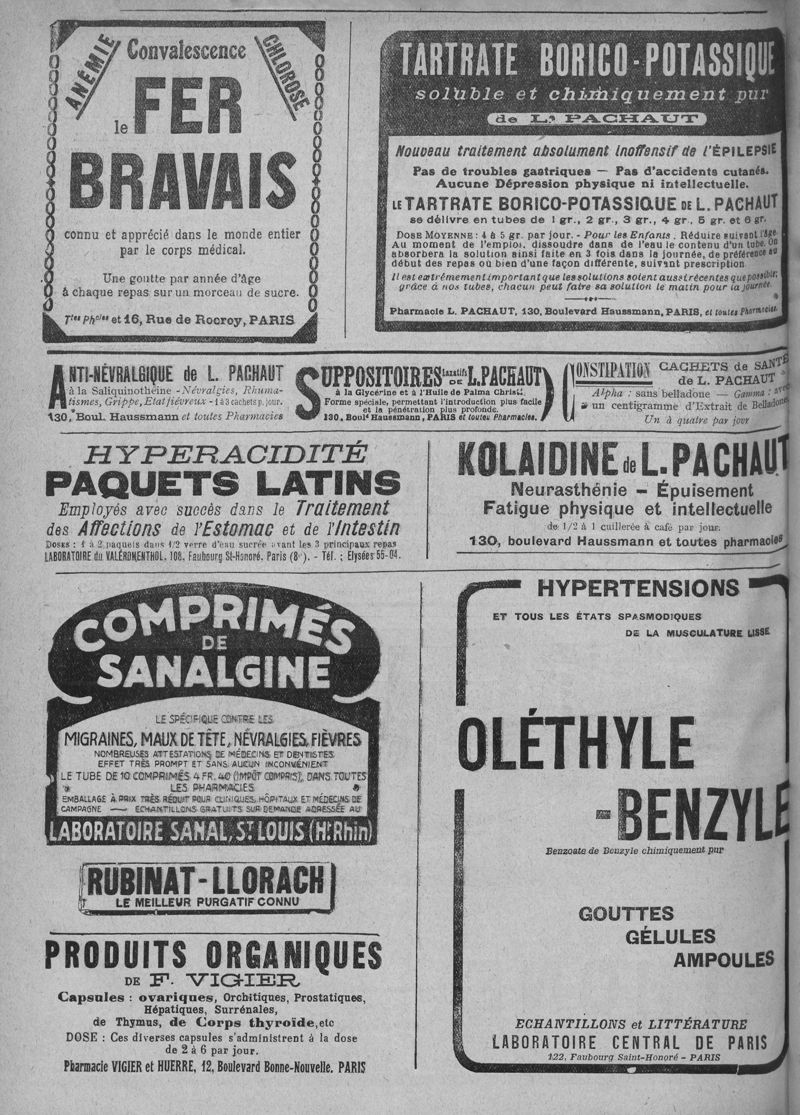 ANÉMIE
Convalescence
CHLOROSE
le FER
BRAVAIS
connu et apprécié dans le monde entier
par le corps médical.
Une goutte par année d'âge
à chaque repas sur un morceau de sucre.
Ttes Phcies et 16, Rue de Rocroy, PARIS
TARTRATE BORICO-POTASSIQUE
soluble et chimiquement pur
de L. PACHAUT
Nouveau traitement absolument inoffensif de l'ÉPILEPSIE
Pas de troubles gastriques — Pas d'accidents cutanés.
Aucune Dépression physique ni intellectuelle.
LE TARTRATE BORICO-POTASSIQUE DE L. PACHAUT
se délivre en tubes de 1 gr., 2 gr., 3 gr., 4 gr., 5 gr. et 6 gr.
DOSE MOYENNE : 4 à 5 gr. par jour. - Pour les Enfants : Réduire suivant l'âge
Au moment de l'emploi, dissoudre dans de l'eau le contenu d'un tube. On
absorbera la solution ainsi faite en 3 fois dans la journée, de préférence au
début des repas où bien d'une façon différente, suivant prescription
Il est extrêmement important que les solutions soient aussi récentes que possible;
grâce à nos tubes, chacun peut faire sa solution le matin pour la journée.
Pharmacie L. PACHAUT, 130, Boulevard Haussmann, PARIS, et toutes Pharmacies.
ANTI-NÉVRALGIQUE de L. PACHAUT
à la Saliquinothéine - Névralgies, Rhuma-
tismes, Grippe, Etat fiévreux - 1 à 3 cachets p. jour.
130, Boul. Haussmann et toutes Pharmacies
SUPPOSITOIRES laxatifs DE L. PACHAUT
à la Glycérine et à l'Huile de Palma Christi.
Forme spéciale, permettant l'introduction plus facile
et la pénétration plus profonde.
130, Boulᵈ Haussmann, PARIS et toutes Pharmacies.
CONSTIPATION CACHETS de SANTÉ
de L. PACHAUT
Alpha : sans belladone — Gamma : avec
un centigramme d'Extrait de Belladone
Un à quatre par jour
HYPERACIDITÉ
PAQUETS LATINS
Employés avec succès dans le Traitement
des Affections de l'Estomac et de l'Intestin
DOSES : 1 à 2 paquets dans 1/2 verre d'eau sucrée avant les 3 principaux repas
LABORATOIRE du VALÉROMENTHOL, 108, Faubourg St-Honoré, Paris (8e). - Tél. : Elysées 55-04.
KOLAIDINE de L. PACHAUT
Neurasthénie - Épuisement
Fatigue physique et intellectuelle
de 1/2 à 1 cuillerée à café par jour.
130, boulevard Haussmann et toutes pharmacies
COMPRIMÉS
DE
SANALGINE
LE SPÉCIFIQUE CONTRE LES
MIGRAINES, MAUX DE TÊTE, NÉVRALGIES, FIÈVRES
NOMBREUSES ATTESTATIONS DE MÉDECINS ET DENTISTES
EFFET TRÈS PROMPT ET SANS AUCUN INCONVÉNIENT
LE TUBE DE 10 COMPRIMÉS 4 FR. 40 (IMPÔT COMPRIS), DANS TOUTES
LES PHARMACIES
EMBALLAGE À PRIX TRÈS RÉDUIT POUR CLINIQUES, HÔPITAUX ET MÉDECINS DE
CAMPAGNE — ECHANTILLONS GRATUITS SUR DEMANDE ADRESSÉE AU
LABORATOIRE SANAL, ST LOUIS (Ht Rhin)
RUBINAT-LLORACH
LE MEILLEUR PURGATIF CONNU
PRODUITS ORGANIQUES
DE F. VIGIER
Capsules : ovariques, Orchitiques, Prostatiques,
Hépatiques, Surrénales,
de Thymus, de Corps thyroïde, etc
DOSE : Ces diverses capsules s'administrent à la dose
de 2 à 6 par jour.
Pharmacie VIGIER et HUERRE, 12, Boulevard Bonne-Nouvelle. PARIS
HYPERTENSIONS
ET TOUS LES ÉTATS SPASMODIQUES
DE LA MUSCULATURE LISSE
OLÉTHYLE
-BENZYLE
Benzoate de Benzyle chimiquement pur
GOUTTES
GÉLULES
AMPOULES
ECHANTILLONS et LITTÉRATURE
LABORATOIRE CENTRAL DE PARIS
122, Faubourg Saint-Honoré - PARIS